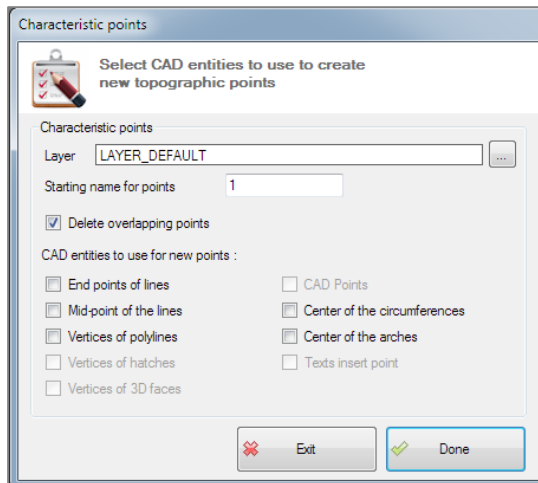 Characteristic points
Select CAD entities to use to create
new topographic points
Characteristic points
Layer LAYER_DEFAULT ...
Starting name for points 1
Delete overlapping points
CAD entities to use for new points :
End points of lines CAD Points
Mid-point of the lines Center of the circumferences
Vertices of polylines Center of the arches
Vertices of hatches Texts insert point
Vertices of 3D faces
Exit Done